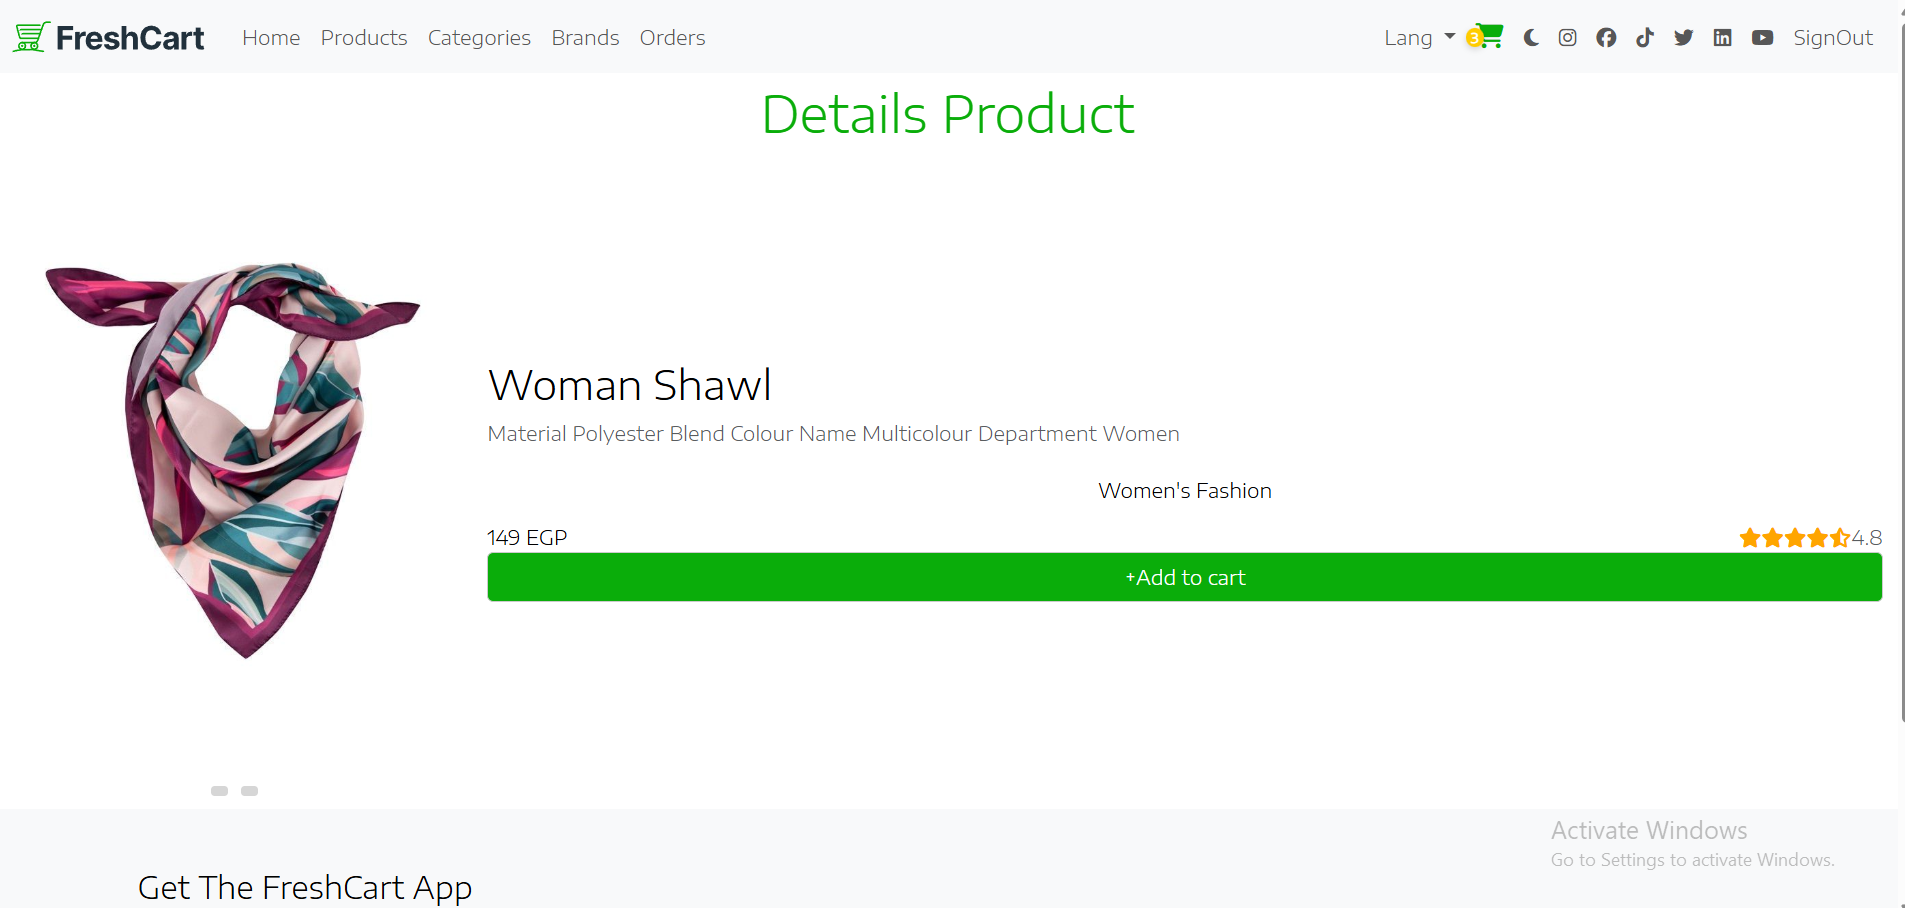 FreshCart Home Products Categories Brands Orders Lang 3 SignOut
Details Product
Woman Shawl
Material Polyester Blend Colour Name Multicolour Department Women
Women's Fashion
149 EGP 4.8
+Add to cart
Activate Windows
Go to Settings to activate Windows.
Get The FreshCart App